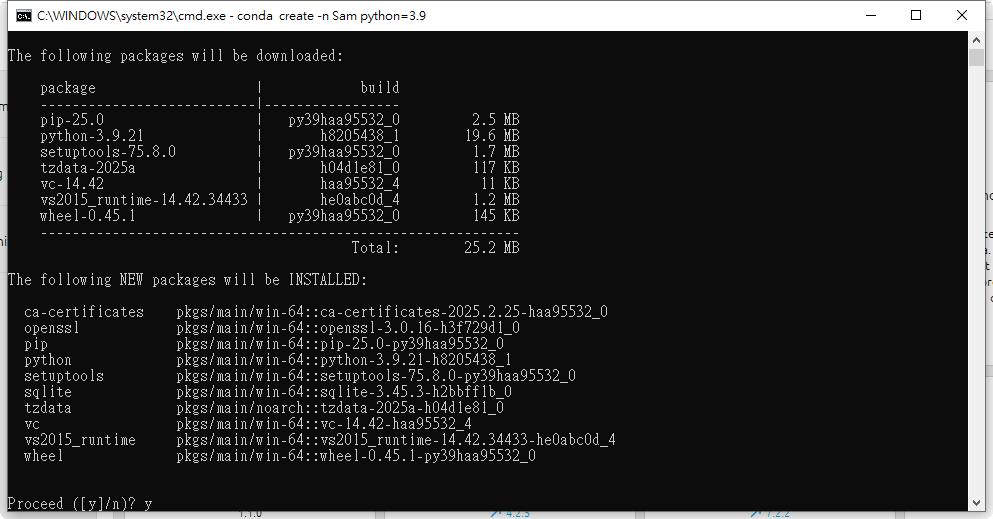 C:\WINDOWS\system32\cmd.exe - conda  create -n Sam python=3.9
The following packages will be downloaded:
    package                    |            build
    ---------------------------|-----------------
    pip-25.0                   |   py39haa95532_0         2.5 MB
    python-3.9.21              |       h8205438_1        19.6 MB
    setuptools-75.8.0          |   py39haa95532_0         1.7 MB
    tzdata-2025a               |       h04d1e81_0         117 KB
    vc-14.42                   |       haa95532_4          11 KB
    vs2015_runtime-14.42.34433 |       he0abc0d_4         1.2 MB
    wheel-0.45.1               |   py39haa95532_0         145 KB
    ------------------------------------------------------------
                                           Total:        25.2 MB
The following NEW packages will be INSTALLED:
  ca-certificates    pkgs/main/win-64::ca-certificates-2025.2.25-haa95532_0
  openssl            pkgs/main/win-64::openssl-3.0.16-h3f729d1_0
  pip                pkgs/main/win-64::pip-25.0-py39haa95532_0
  python             pkgs/main/win-64::python-3.9.21-h8205438_1
  setuptools         pkgs/main/win-64::setuptools-75.8.0-py39haa95532_0
  sqlite             pkgs/main/win-64::sqlite-3.45.3-h2bbff1b_0
  tzdata             pkgs/main/noarch::tzdata-2025a-h04d1e81_0
  vc                 pkgs/main/win-64::vc-14.42-haa95532_4
  vs2015_runtime     pkgs/main/win-64::vs2015_runtime-14.42.34433-he0abc0d_4
  wheel              pkgs/main/win-64::wheel-0.45.1-py39haa95532_0
Proceed ([y]/n)? y